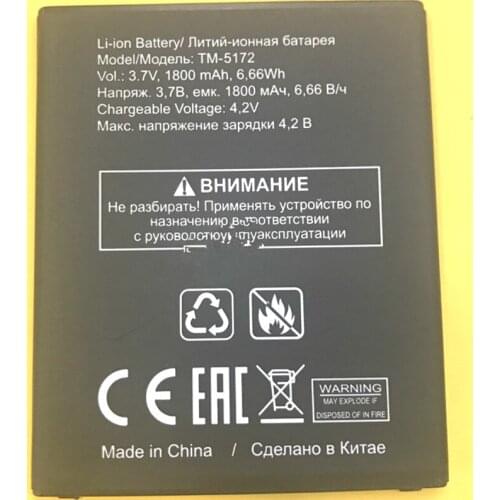 Li-ion Battery/ Литий-ионная батарея
Model/Модель: TM-5172
Vol.: 3.7V, 1800 mAh, 6,66Wh
Напряж. 3,7В, емк. 1800 мАч, 6,66 В/ч
Chargeable Voltage: 4,2V
Макс. напряжение зарядки 4,2 В
ВНИМАНИЕ
Не разбирать! Применять устройство по
назначению в соответствии
с руководством
CE EAC
WARNING
MAY EXPLODE IF
DISPOSED OF IN FIRE
Made in China / Сделано в Китае